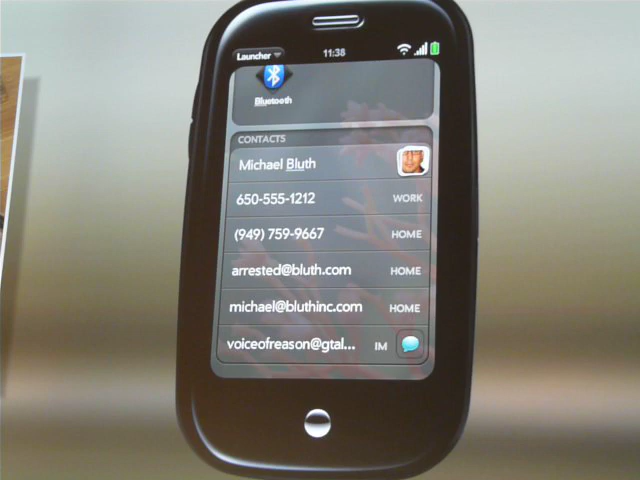 Launcher 11:38
Bluetooth
CONTACTS
Michael Bluth
650-555-1212 WORK
(949) 759-9667 HOME
arrested@bluth.com HOME
michael@bluthinc.com HOME
voiceofreason@gtal... IM